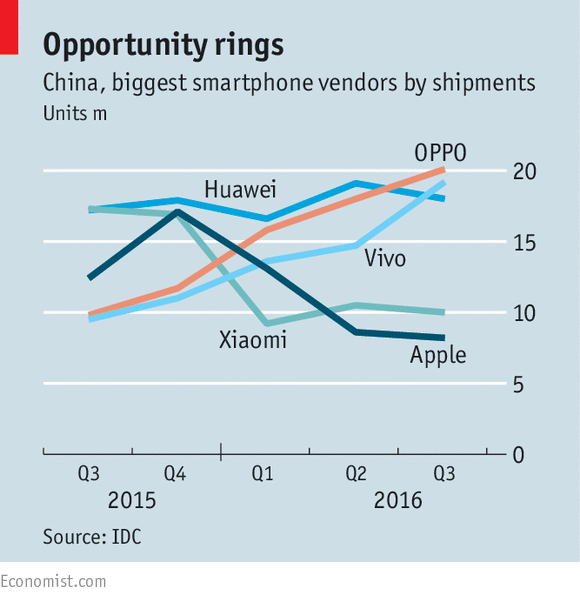 Opportunity rings
China, biggest smartphone vendors by shipments
Units m
OPPO
20
Huawei
15
Vivo
10
Xiaomi
Apple
5
0
Q3 Q4 Q1 Q2 Q3
2015 2016
Source: IDC
Economist.com